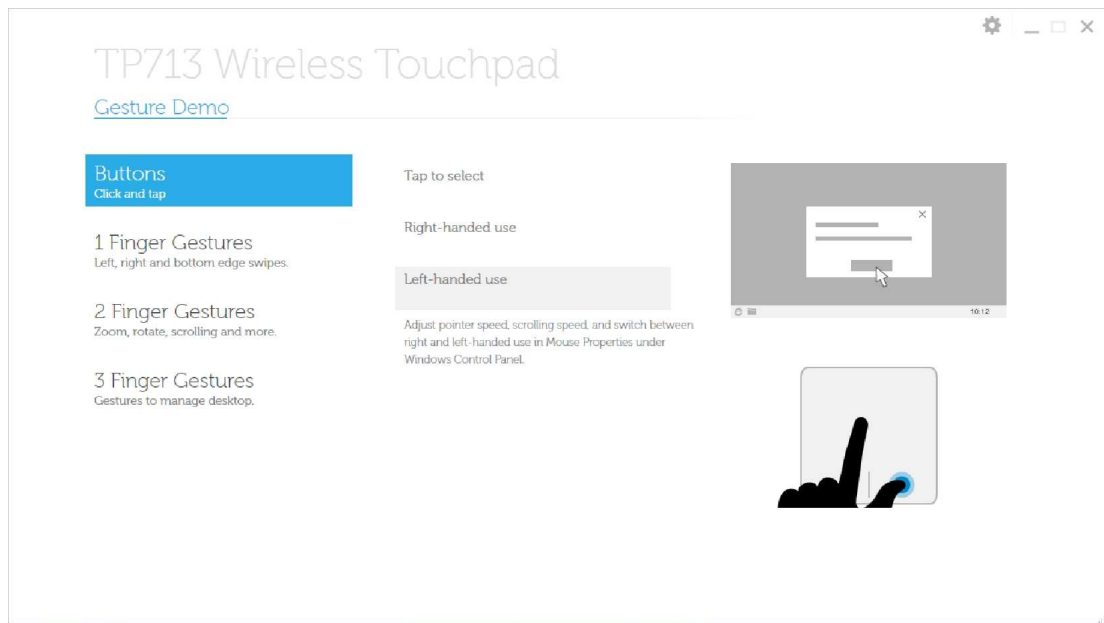 TP713 Wireless Touchpad
Gesture Demo
Buttons
Click and tap
1 Finger Gestures
Left, right and bottom edge swipes.
2 Finger Gestures
Zoom, rotate, scrolling and more.
3 Finger Gestures
Gestures to manage desktop.
Tap to select
Right-handed use
Left-handed use
Adjust pointer speed, scrolling speed, and switch between
right and left-handed use in Mouse Properties under
Windows Control Panel.
10:12